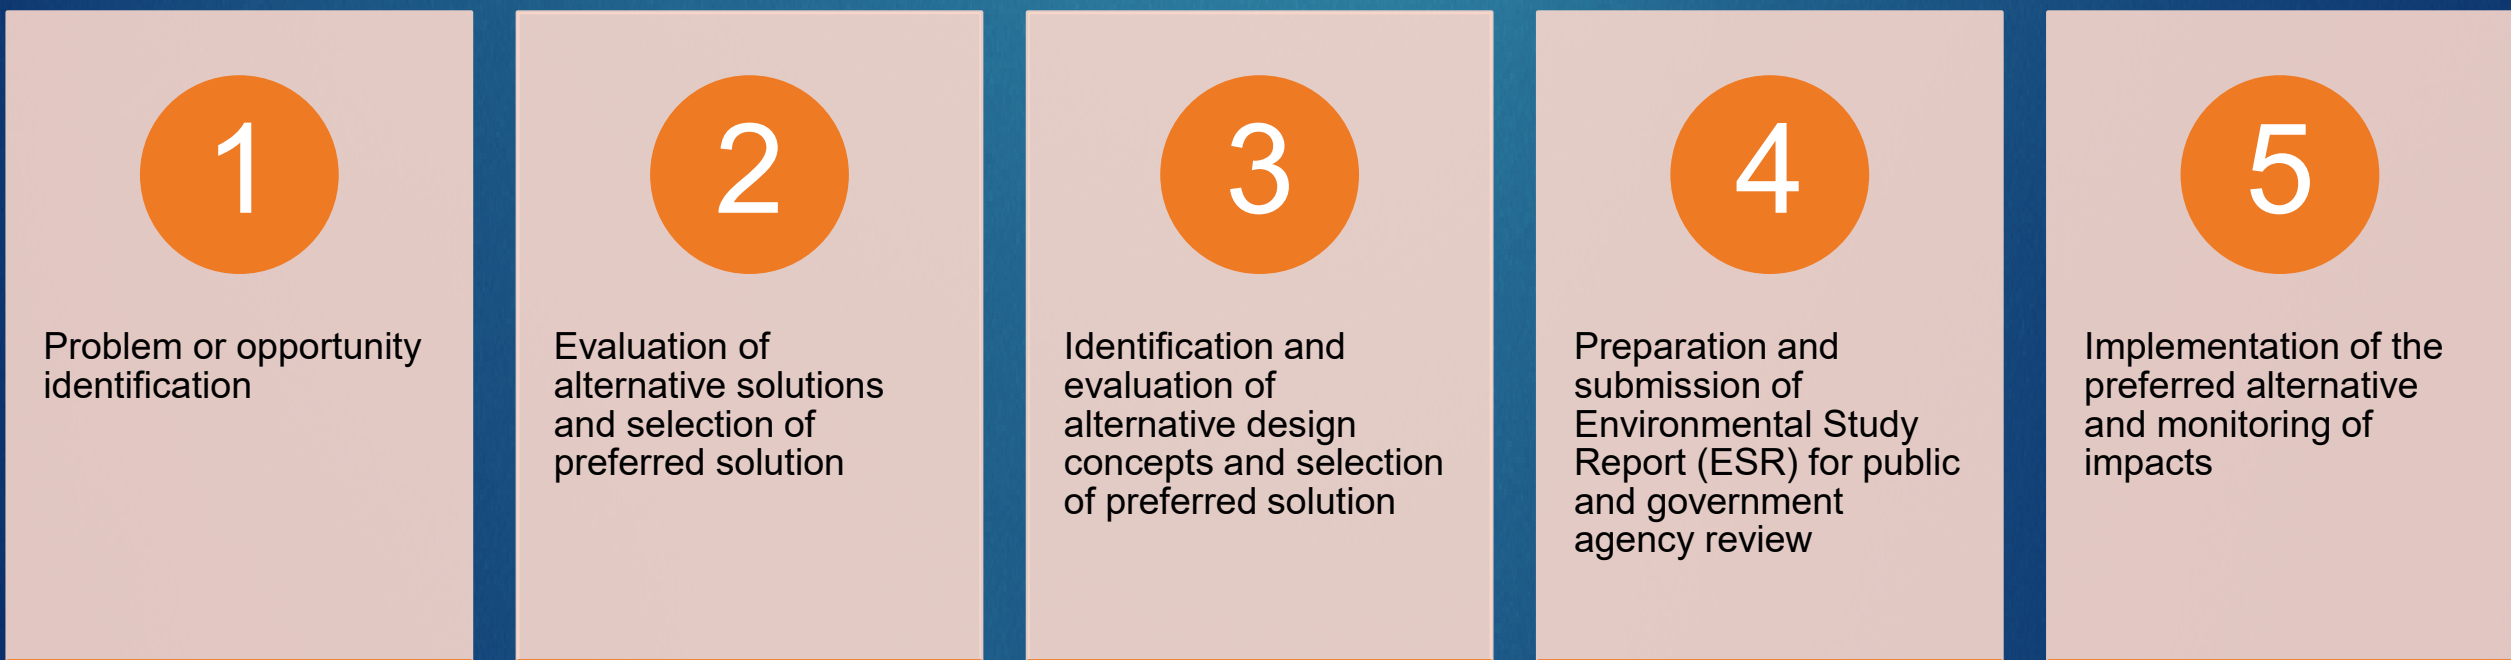 1
Problem or opportunity
identification
2
Evaluation of
alternative solutions
and selection of
preferred solution
3
Identification and
evaluation of
alternative design
concepts and selection
of preferred solution
4
Preparation and
submission of
Environmental Study
Report (ESR) for public
and government
agency review
5
Implementation of the
preferred alternative
and monitoring of
impacts